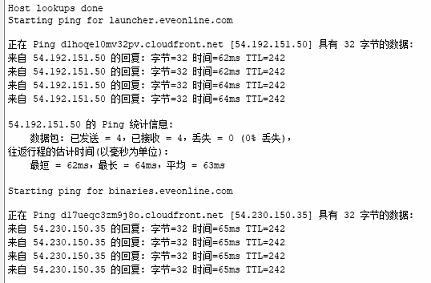 Host lookups done
Starting ping for launcher.eveonline.com
正在 Ping d1hoqe10mv32pv.cloudfront.net [54.192.151.50] 具有 32 字节的数据:
来自 54.192.151.50 的回复: 字节=32 时间=62ms TTL=242
来自 54.192.151.50 的回复: 字节=32 时间=62ms TTL=242
来自 54.192.151.50 的回复: 字节=32 时间=64ms TTL=242
来自 54.192.151.50 的回复: 字节=32 时间=64ms TTL=242
54.192.151.50 的 Ping 统计信息:
数据包: 已发送 = 4，已接收 = 4，丢失 = 0 (0% 丢失)，
往返行程的估计时间(以毫秒为单位):
最短 = 62ms，最长 = 64ms，平均 = 63ms
Starting ping for binaries.eveonline.com
正在 Ping d17ueqc3zm9j8o.cloudfront.net [54.230.150.35] 具有 32 字节的数据:
来自 54.230.150.35 的回复: 字节=32 时间=65ms TTL=242
来自 54.230.150.35 的回复: 字节=32 时间=65ms TTL=242
来自 54.230.150.35 的回复: 字节=32 时间=65ms TTL=242
来自 54.230.150.35 的回复: 字节=32 时间=65ms TTL=242